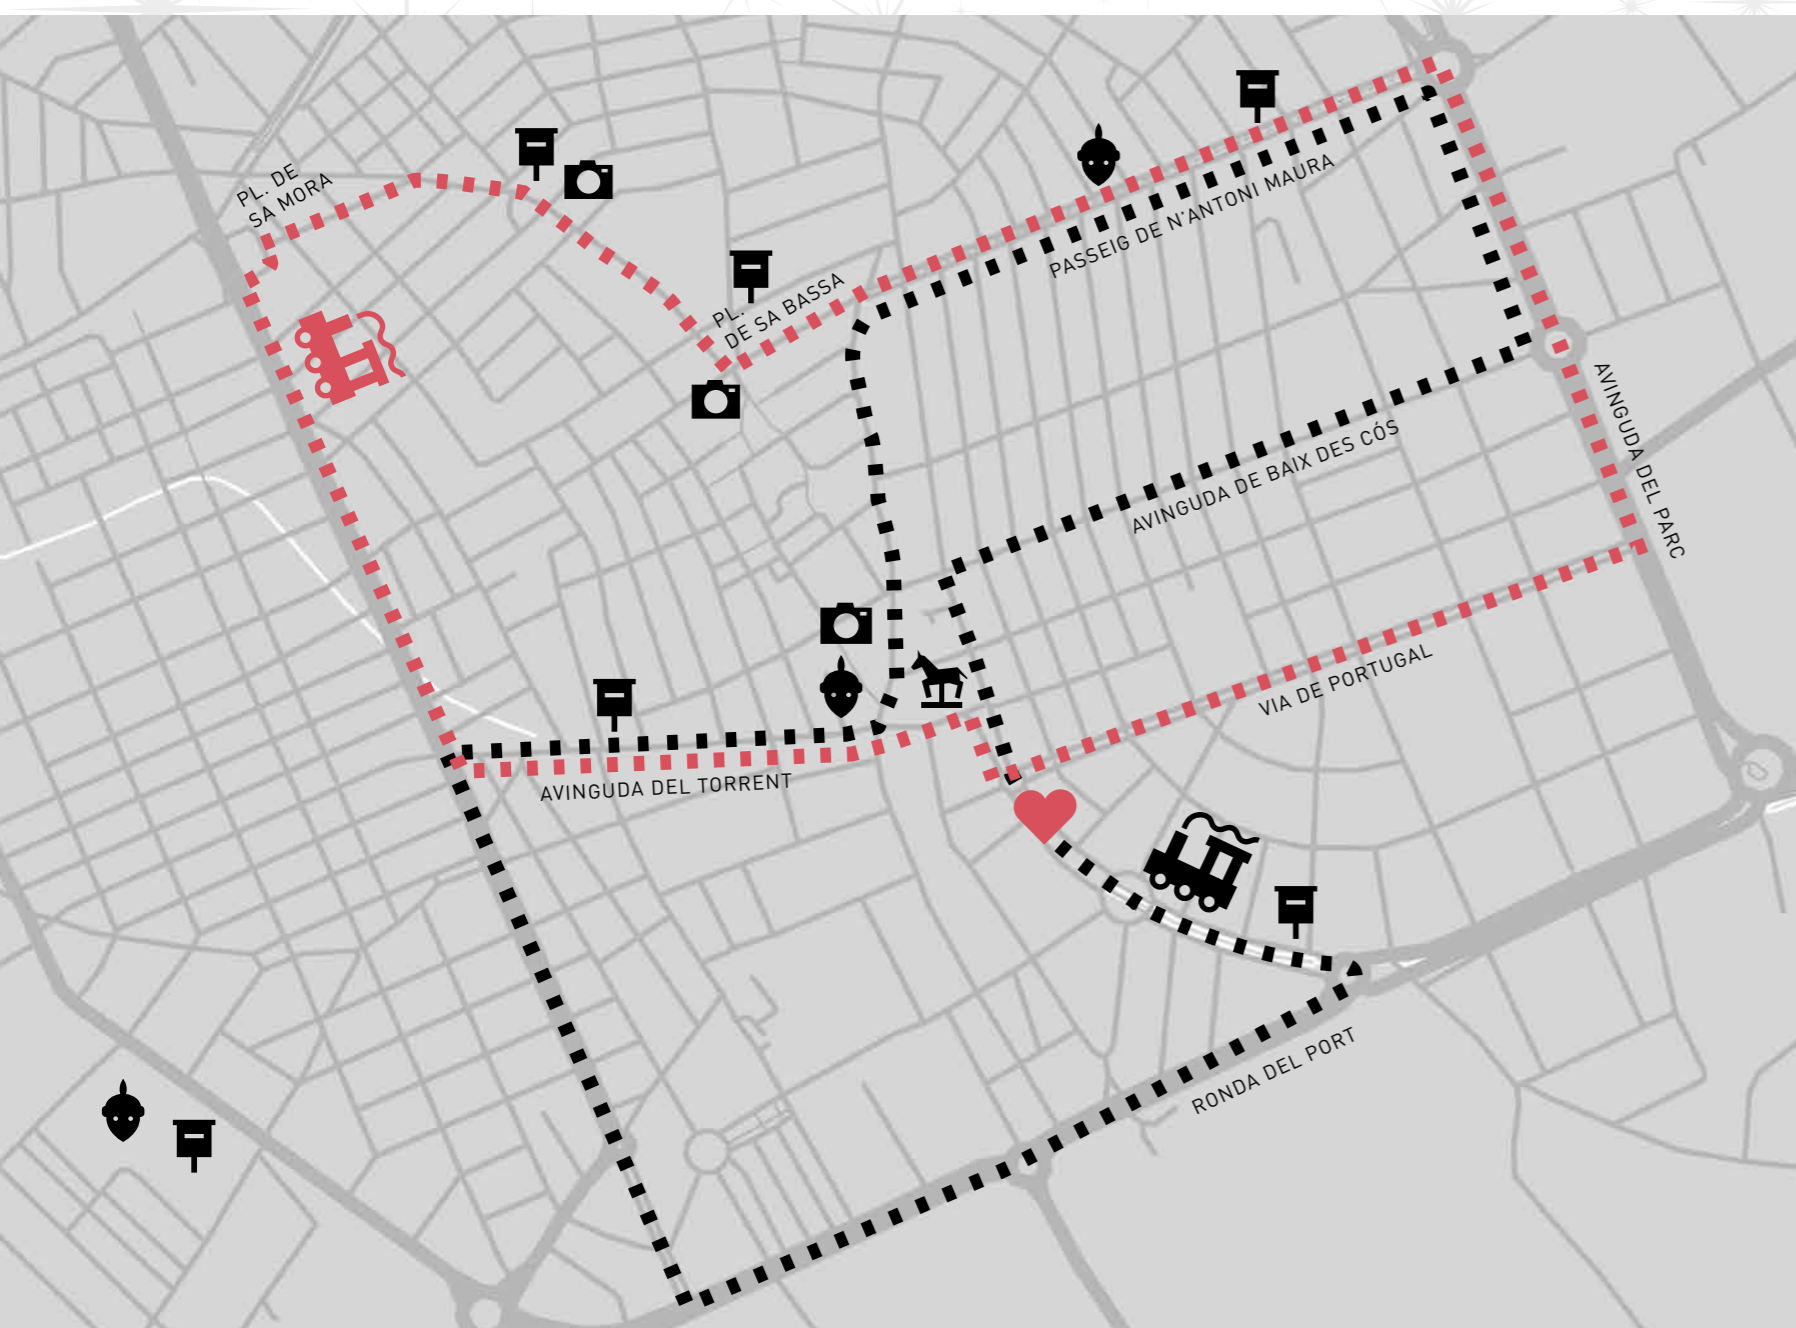 PL. DE
SA MORA
PL.
DE SA BASSA
PASSEIG DE N'ANTONI MAURA
AVINGUDA DE BAIX DES CÓS
AVINGUDA DEL PARC
VIA DE PORTUGAL
AVINGUDA DEL TORRENT
RONDA DEL PORT